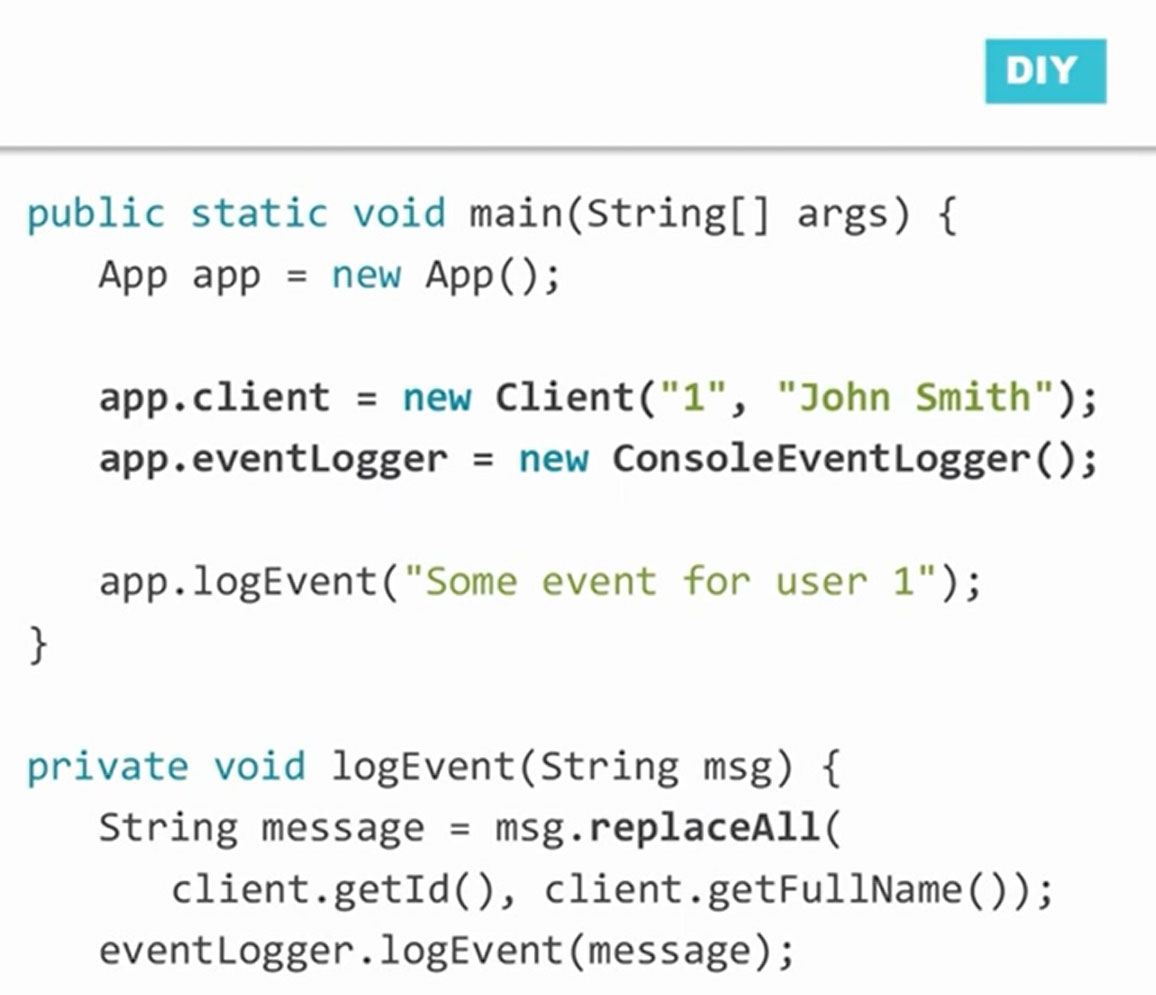 DIY
public static void main(String[] args) {
App app = new App();
app.client = new Client("1", "John Smith");
app.eventLogger = new ConsoleEventLogger();
app.logEvent("Some event for user 1");
}
private void logEvent(String msg) {
String message = msg.replaceAll(
client.getId(), client.getFullName());
eventLogger.logEvent(message);